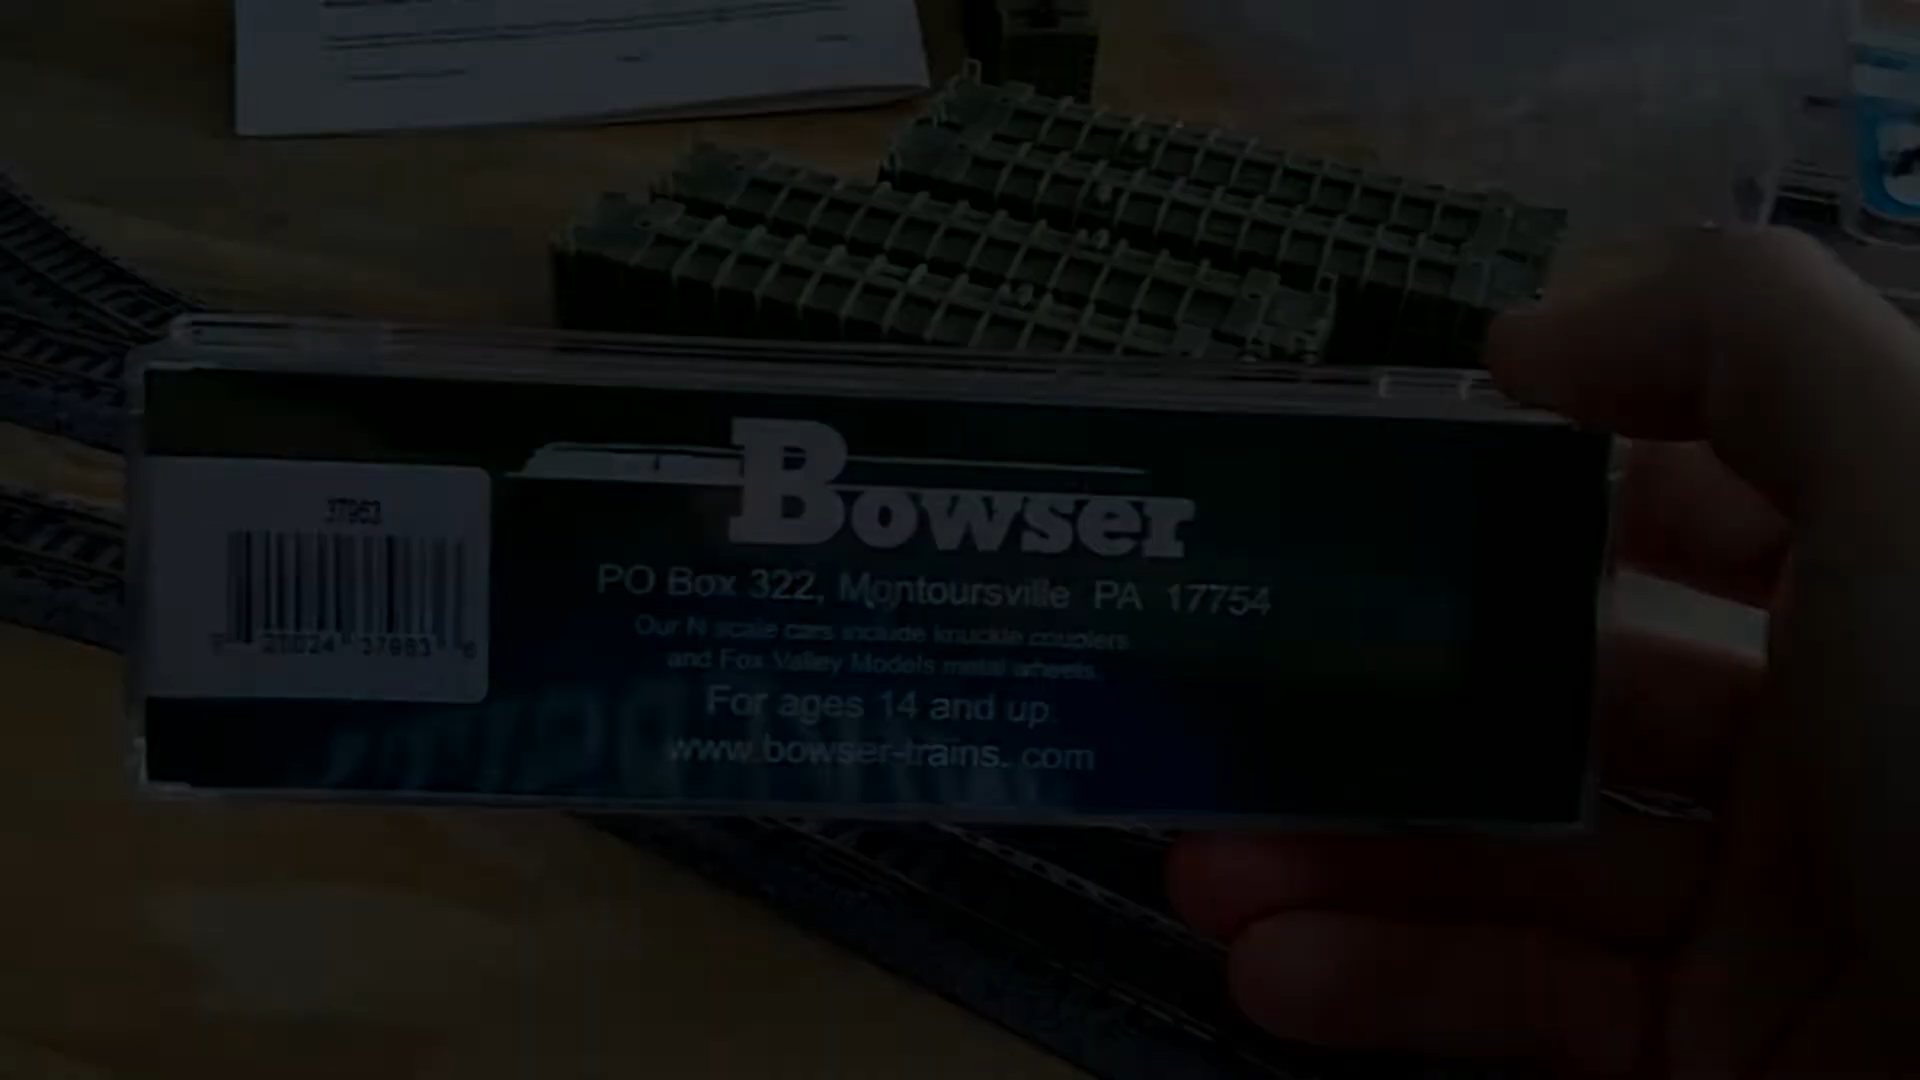 Bowser
PO Box 322, Montoursville PA 17754
Our N scale cars include knuckle couplers
and Fox Valley Models metal wheels.
For ages 14 and up.
www.bowser-trains.com